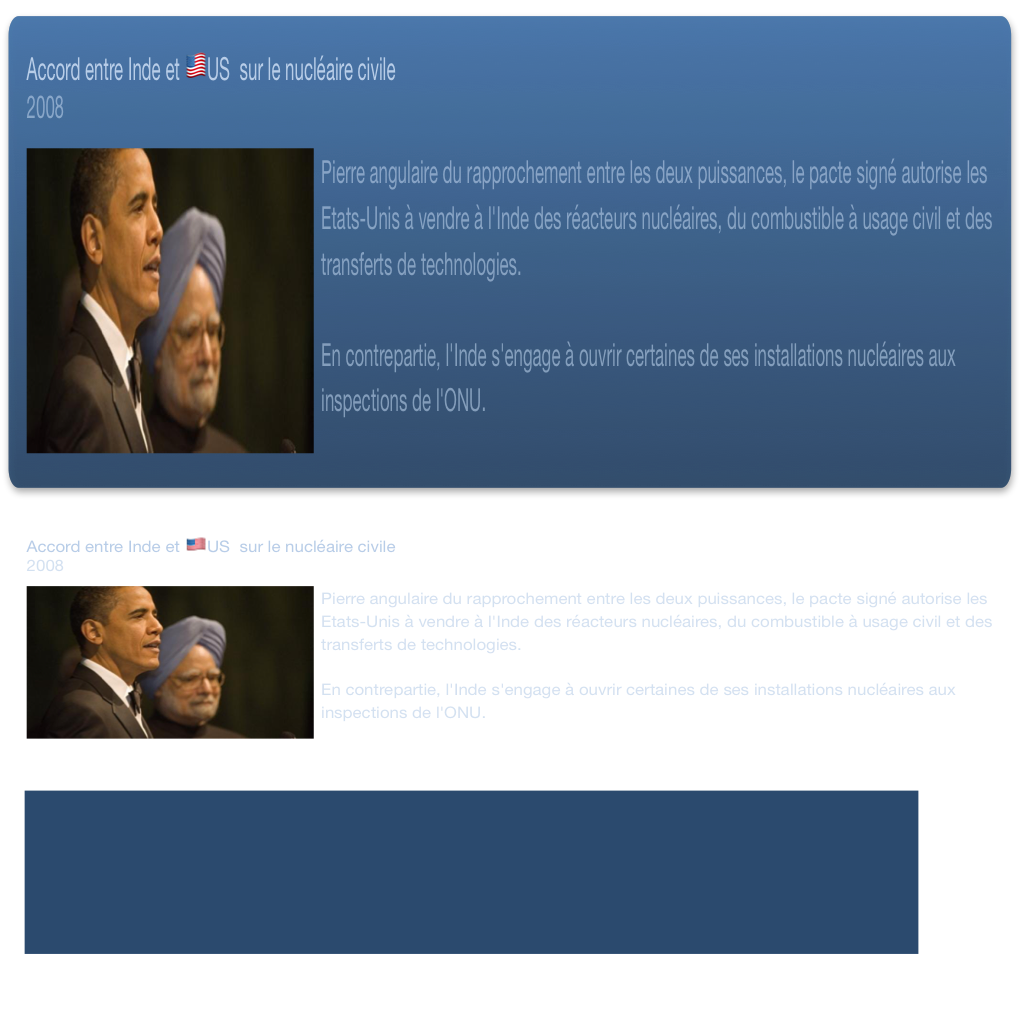 Accord entre Inde et 🇺🇸US  sur le nucléaire civile
2008
Pierre angulaire du rapprochement entre les deux puissances, le pacte signé autorise les
Etats-Unis à vendre à l'Inde des réacteurs nucléaires, du combustible à usage civil et des
transferts de technologies.
En contrepartie, l'Inde s'engage à ouvrir certaines de ses installations nucléaires aux
inspections de l'ONU.
Accord entre Inde et 🇺🇸US  sur le nucléaire civile
2008
Pierre angulaire du rapprochement entre les deux puissances, le pacte signé autorise les
Etats-Unis à vendre à l'Inde des réacteurs nucléaires, du combustible à usage civil et des
transferts de technologies.
En contrepartie, l'Inde s'engage à ouvrir certaines de ses installations nucléaires aux
inspections de l'ONU.